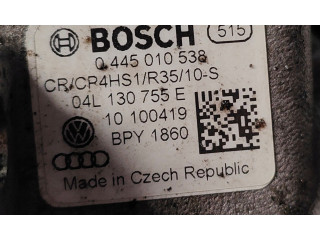 BOSCH 515
0 445 010 538
CR/CP4HS1/R35/10-S
04L 130 755 E
10 100419
BPY 1860
Made in Czech Republic